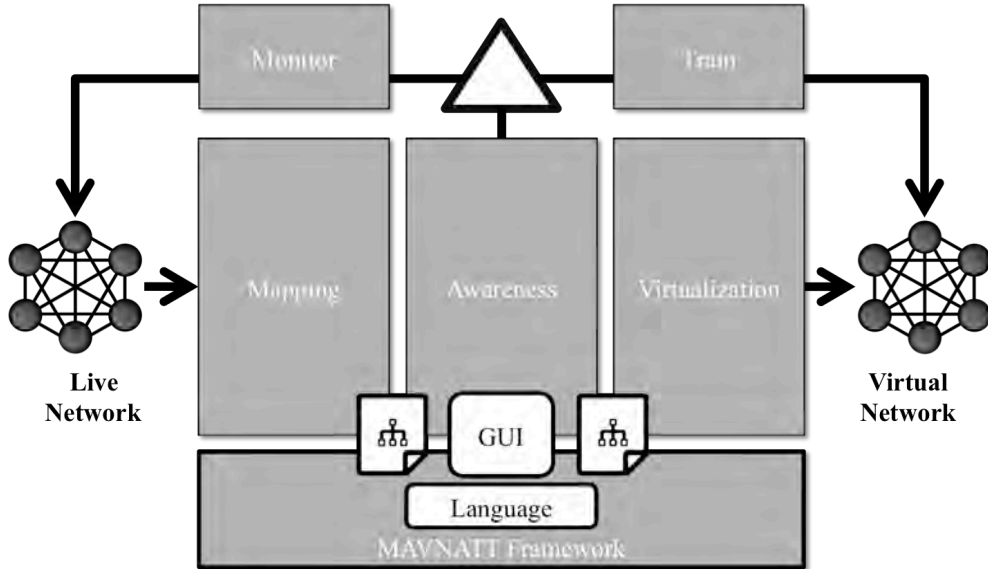 Monitor
Train
Mapping
Awareness
Virtualization
Live
Network
Virtual
Network
GUI
Language
MAVNATT Framework